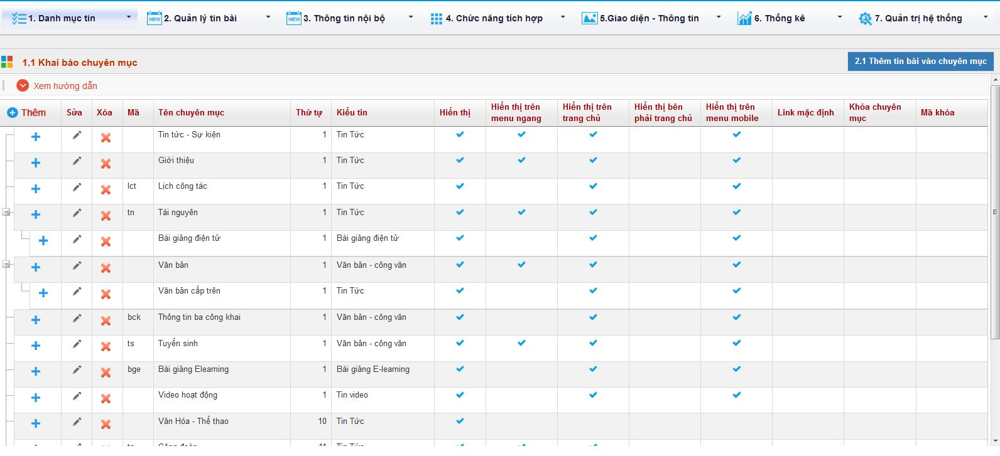 1. Danh mục tin
NEW 2. Quản lý tin bài
NEW 3. Thông tin nội bộ
4. Chức năng tích hợp
5.Giao diện - Thông tin
6. Thống kê
7. Quản trị hệ thống
1.1 Khai báo chuyên mục
2.1 Thêm tin bài vào chuyên mục
Xem hướng dẫn
Thêm Sửa Xóa Mã Tên chuyên mục Thứ tự Kiểu tin Hiển thị
Hiển thị trên
menu ngang
Hiển thị trên
trang chủ
Hiển thị bên
phải trang chủ
Hiển thị trên
menu mobile
Link mặc định
Khóa chuyên
mục
Mã khóa
Tin tức - Sự kiện 1 Tin Tức
Giới thiệu 1 Tin Tức
lct Lịch công tác 1 Tin Tức
tn Tài nguyên 1 Tin Tức
Bài giảng điện tử 1 Bài giảng điện tử
Văn bản 1 Văn bản - công văn
Văn bản cấp trên 1 Tin Tức
bck Thông tin ba công khai 1 Văn bản - công văn
ts Tuyển sinh 1 Văn bản - công văn
bge Bài giảng Elearning 1 Bài giảng E-learning
Video hoạt động 1 Tin video
Văn Hóa - Thể thao 10 Tin Tức
11 Tin Tức